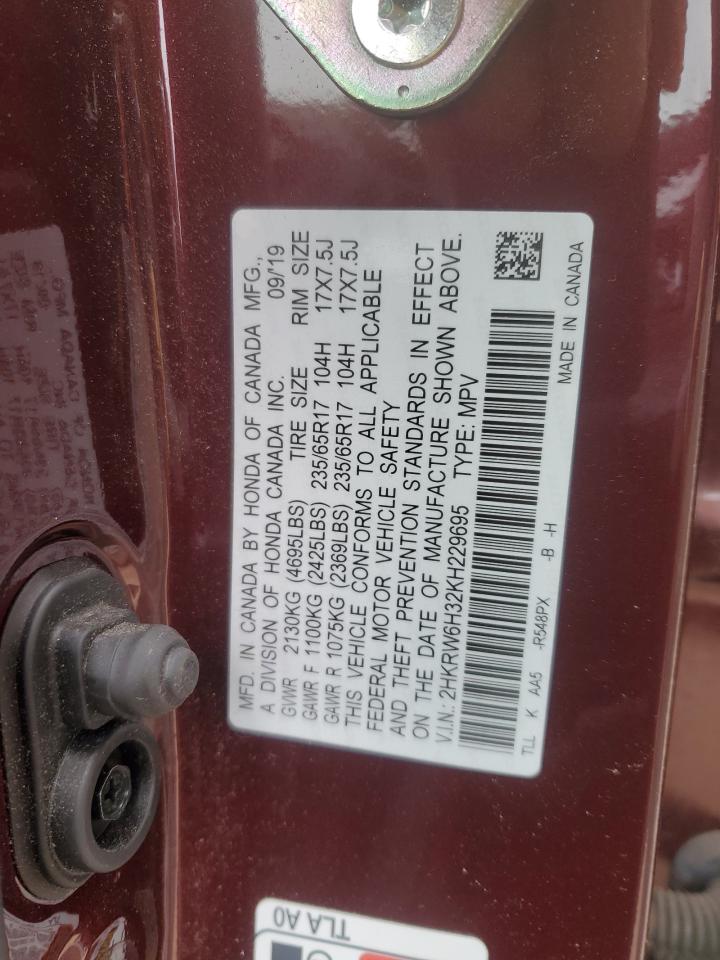 MFD. IN CANADA BY HONDA OF CANADA MFG.,
A DIVISION OF HONDA CANADA INC. 09/'19
GVWR 2130KG (4695LBS) TIRE SIZE RIM SIZE
GAWR F 1100KG (2425LBS) 235/65R17 104H 17X7.5J
GAWR R 1075KG (2369LBS) 235/65R17 104H 17X7.5J
THIS VEHICLE CONFORMS TO ALL APPLICABLE
FEDERAL MOTOR VEHICLE SAFETY
AND THEFT PREVENTION STANDARDS IN EFFECT
ON THE DATE OF MANUFACTURE SHOWN ABOVE.
V.I.N.: 2HKRW6H32KH229695 TYPE: MPV
TLL K AA5 -R548PX -B -H
MADE IN CANADA
TLA A0